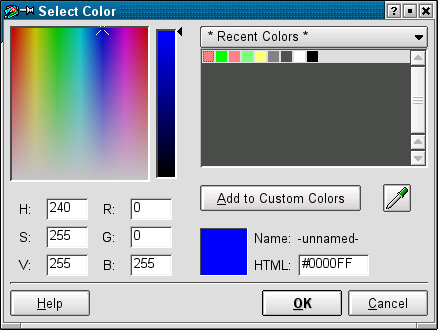 Select Color
* Recent Colors *
Add to Custom Colors
H: 240 R: 0
S: 255 G: 0
V: 255 B: 255
Name: -unnamed-
HTML: #0000FF
Help OK Cancel